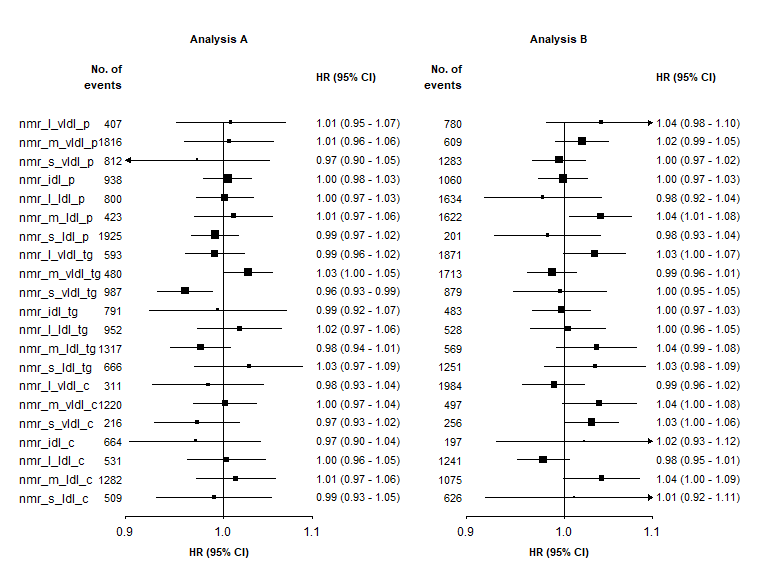 Analysis A Analysis B
No. of No. of
events HR (95% CI) events HR (95% CI)
nmr_l_vldl_p 407 1.01 (0.95 - 1.07) 780 1.04 (0.98 - 1.10)
nmr_m_vldl_p 1816 1.01 (0.96 - 1.06) 609 1.02 (0.99 - 1.05)
nmr_s_vldl_p 812 0.97 (0.90 - 1.05) 1283 1.00 (0.97 - 1.02)
nmr_idl_p 938 1.00 (0.98 - 1.03) 1060 1.00 (0.97 - 1.03)
nmr_l_ldl_p 800 1.00 (0.97 - 1.03) 1634 0.98 (0.92 - 1.04)
nmr_m_ldl_p 423 1.01 (0.97 - 1.06) 1622 1.04 (1.01 - 1.08)
nmr_s_ldl_p 1925 0.99 (0.97 - 1.02) 201 0.98 (0.93 - 1.04)
nmr_l_vldl_tg 593 0.99 (0.96 - 1.02) 1871 1.03 (1.00 - 1.07)
nmr_m_vldl_tg 480 1.03 (1.00 - 1.05) 1713 0.99 (0.96 - 1.01)
nmr_s_vldl_tg 987 0.96 (0.93 - 0.99) 879 1.00 (0.95 - 1.05)
nmr_idl_tg 791 0.99 (0.92 - 1.07) 483 1.00 (0.97 - 1.03)
nmr_l_ldl_tg 952 1.02 (0.97 - 1.06) 528 1.00 (0.96 - 1.05)
nmr_m_ldl_tg 1317 0.98 (0.94 - 1.01) 569 1.04 (0.99 - 1.08)
nmr_s_ldl_tg 666 1.03 (0.97 - 1.09) 1251 1.03 (0.98 - 1.09)
nmr_l_vldl_c 311 0.98 (0.93 - 1.04) 1984 0.99 (0.96 - 1.02)
nmr_m_vldl_c 1220 1.00 (0.97 - 1.04) 497 1.04 (1.00 - 1.08)
nmr_s_vldl_c 216 0.97 (0.93 - 1.02) 256 1.03 (1.00 - 1.06)
nmr_idl_c 664 0.97 (0.90 - 1.04) 197 1.02 (0.93 - 1.12)
nmr_l_ldl_c 531 1.00 (0.96 - 1.05) 1241 0.98 (0.95 - 1.01)
nmr_m_ldl_c 1282 1.01 (0.97 - 1.06) 1075 1.04 (1.00 - 1.09)
nmr_s_ldl_c 509 0.99 (0.93 - 1.05) 626 1.01 (0.92 - 1.11)
0.9 1.0 1.1 0.9 1.0 1.1
HR (95% CI) HR (95% CI)